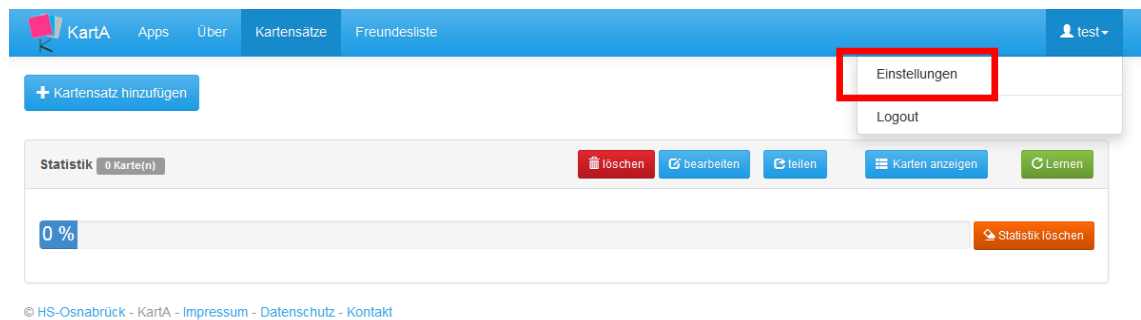 KartA Apps Über Kartensätze Freundesliste test
Einstellungen
Kartensatz hinzufügen
Logout
Statistik 0 Karte(n) löschen bearbeiten teilen Karten anzeigen Lernen
0 % Statistik löschen
© HS-Osnabrück - KartA - Impressum - Datenschutz - Kontakt